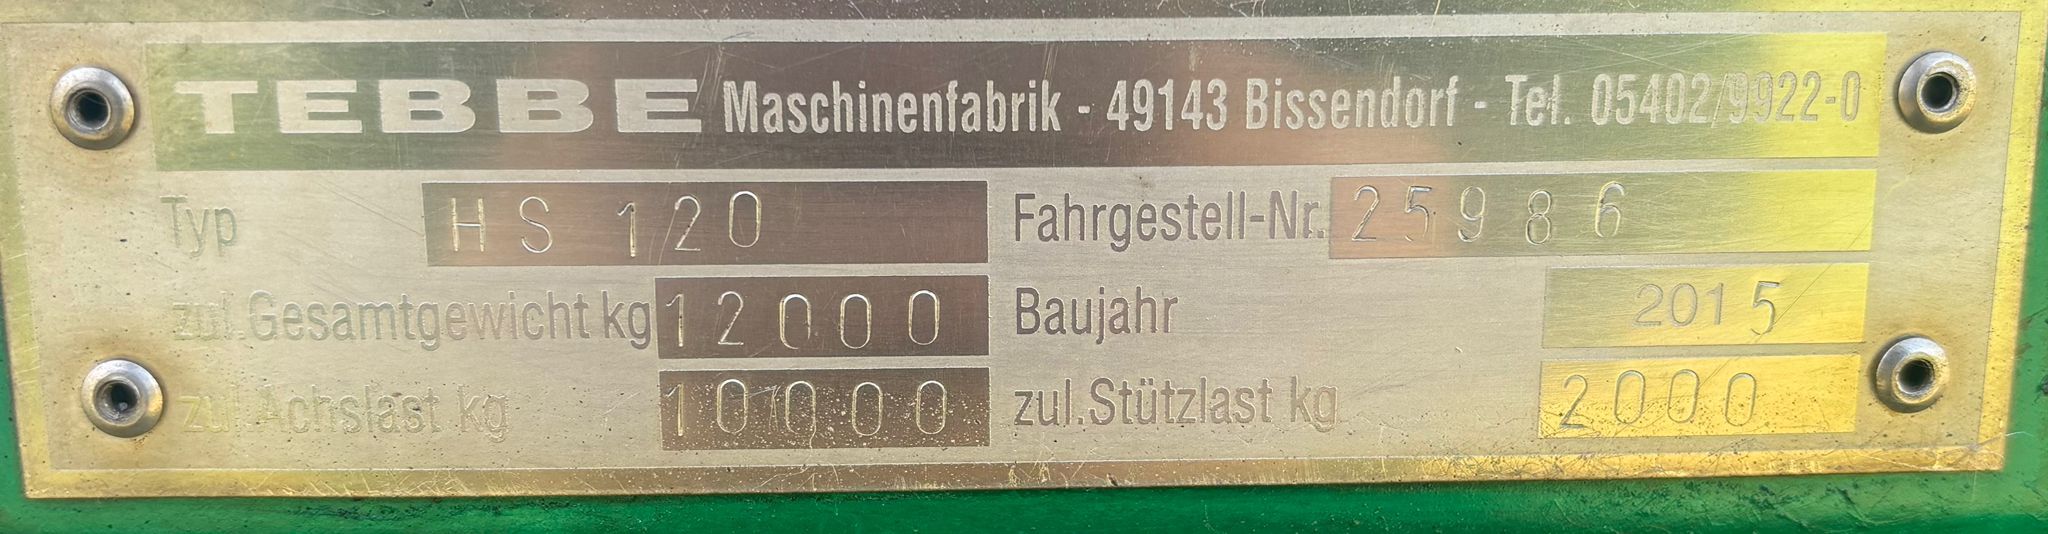 TEBBE Maschinenfabrik - 49143 Bissendorf - Tel. 05402/9922-0
Typ HS 120 Fahrgestell-Nr. 25986
zul.Gesamtgewicht kg 12000 Baujahr 2015
zul.Achslast kg 10000 zul.Stützlast kg 2000